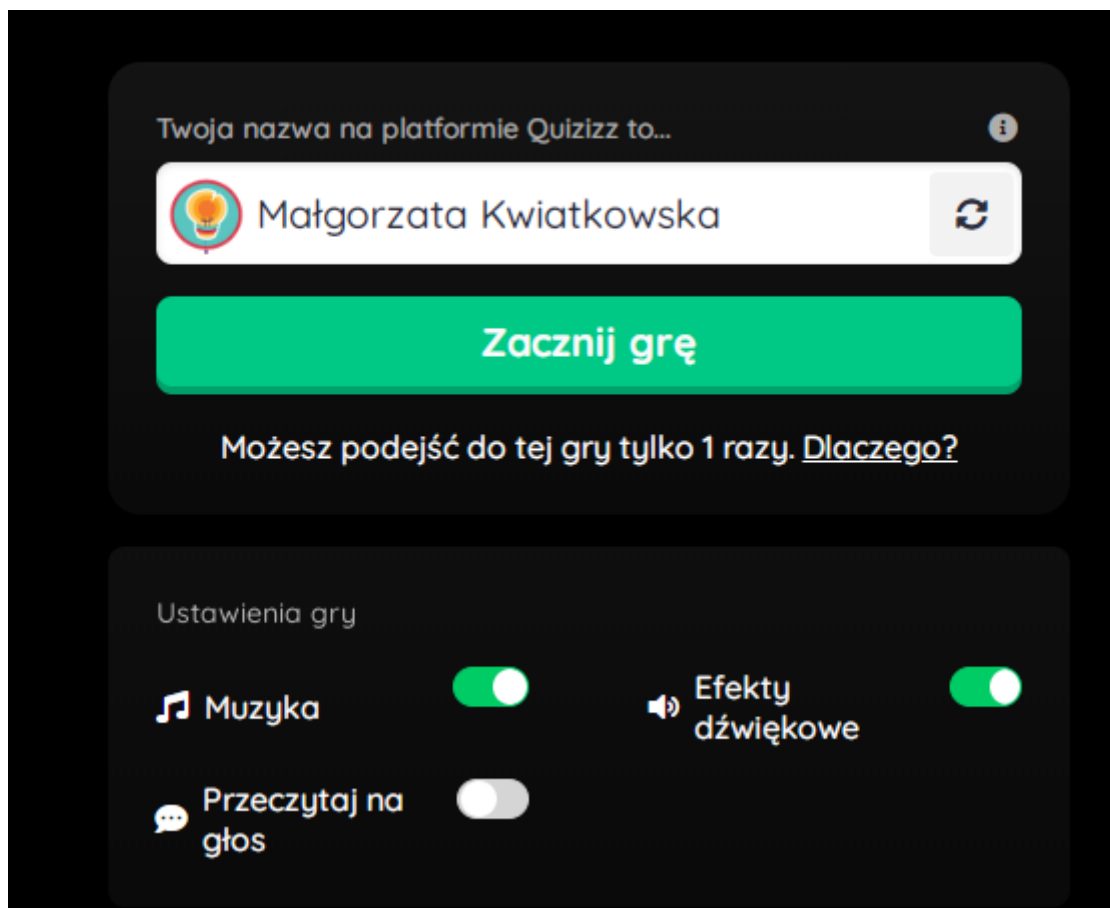 Twoja nazwa na platformie Quizizz to...
Małgorzata Kwiatkowska
Zacznij grę
Możesz podejść do tej gry tylko 1 razy. Dlaczego?
Ustawienia gry
Muzyka
Efekty
dźwiękowe
Przeczytaj na
głos